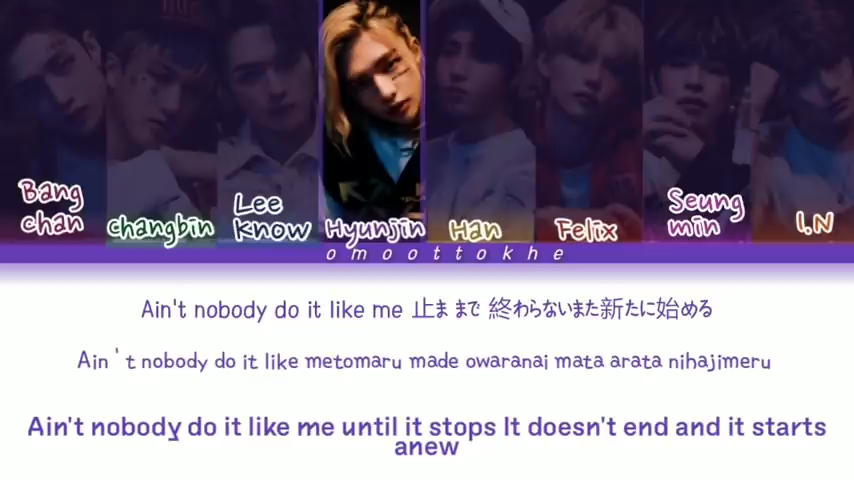 Bang chan
changbin
Lee Know
Hyunjin
Han
Felix
Seung min
I.N
omoottokhe
Ain't nobody do it like me 止ま まで 終わらないまた新たに始める
Ain ' t nobody do it like metomaru made owaranai mata arata nihajimeru
Ain't nobody do it like me until it stops It doesn't end and it starts
anew